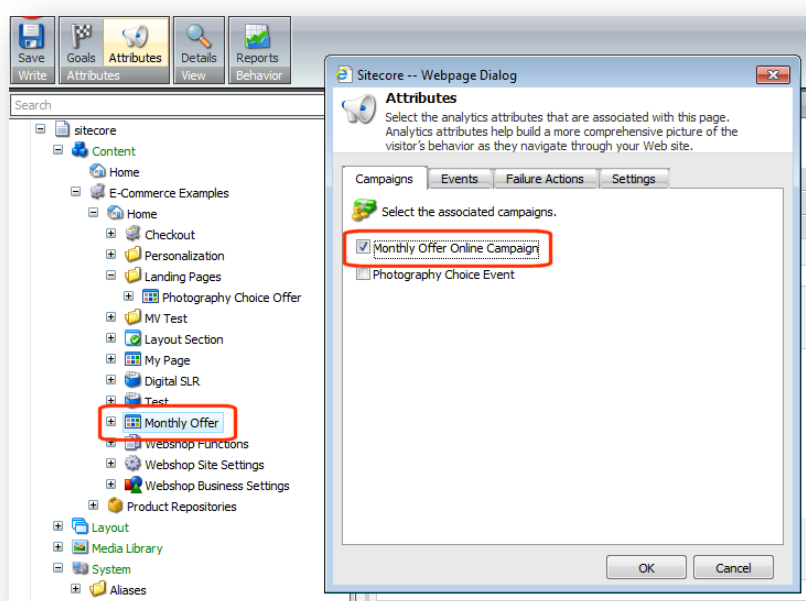 Save
Write
Goals
Attributes
Attributes
Details
View
Reports
Behavior
Search
sitecore
Content
Home
E-Commerce Examples
Home
Checkout
Personalization
Landing Pages
Photography Choice Offer
MV Test
Layout Section
My Page
Digital SLR
Test
Monthly Offer
Webshop Functions
Webshop Site Settings
Webshop Business Settings
Product Repositories
Layout
Media Library
System
Aliases
Sitecore -- Webpage Dialog
Attributes
Select the analytics attributes that are associated with this page.
Analytics attributes help build a more comprehensive picture of the
visitor's behavior as they navigate through your Web site.
Campaigns
Events
Failure Actions
Settings
Select the associated campaigns.
Monthly Offer Online Campaign
Photography Choice Event
OK
Cancel